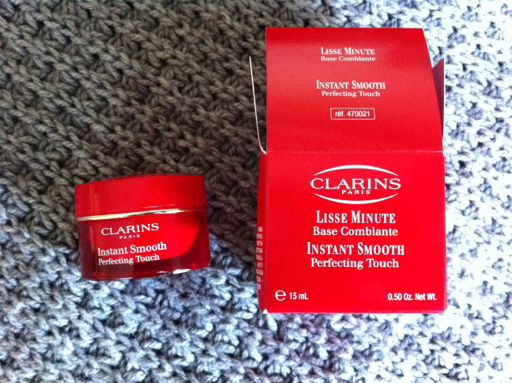 LISSE MINUTE
Base Comblante
INSTANT SMOOTH
Perfecting Touch
réf. 470021
CLARINS
PARIS
LISSE MINUTE
Base Comblante
INSTANT SMOOTH
Perfecting Touch
e 15 mL
0.50 Oz. Net Wt.
CLARINS
PARIS
Instant Smooth
Perfecting Touch